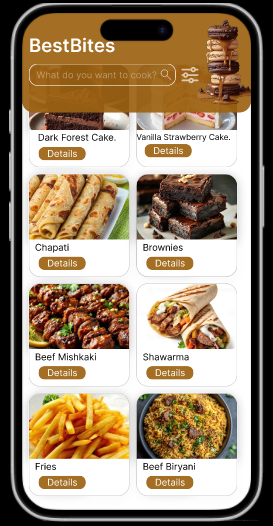 BestBites
What do you want to cook?
Dark Forest Cake.
Vanilla Strawberry Cake.
Details
Details
Chapati
Brownies
Details
Details
Beef Mishkaki
Shawarma
Details
Details
Fries
Beef Biryani
Details
Details